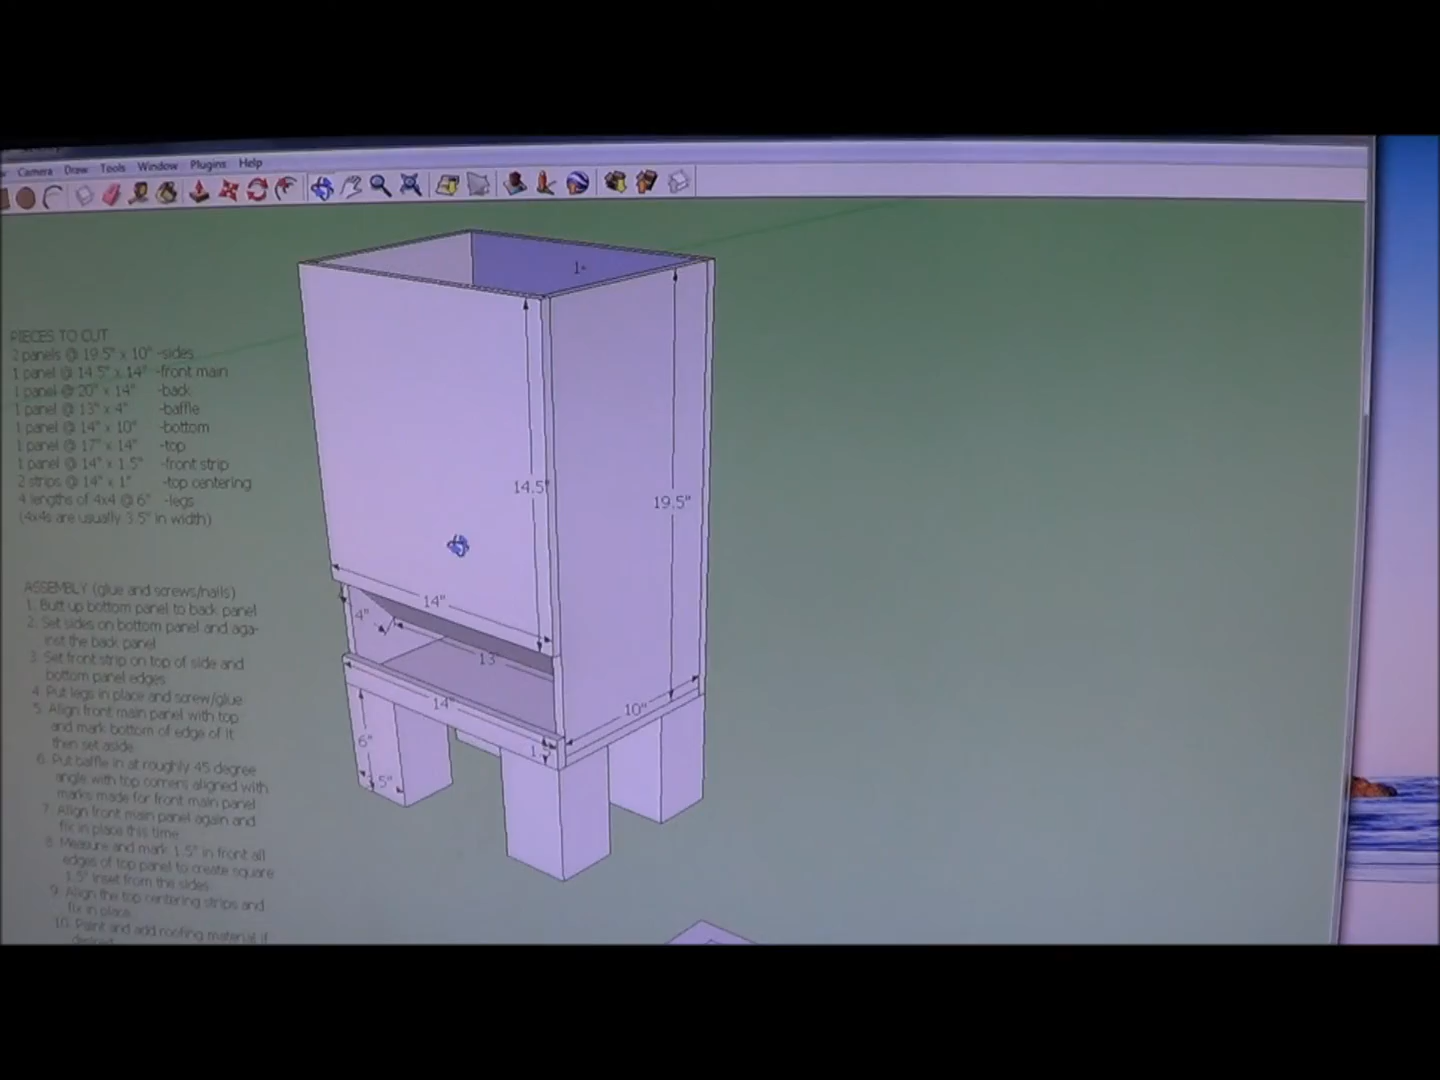 Camera Draw Tools Window Plugins Help
PIECES TO CUT
2 panels @ 19.5" x 10" -sides
1 panel @ 14.5" x 14" -front main
1 panel @ 20" x 14" -back
1 panel @ 13" x 4" -baffle
1 panel @ 14" x 10" -bottom
1 panel @ 17" x 14" -top
1 panel @ 14" x 1.5" -front strip
2 strips @ 14" x 1" -top centering
4 lengths of 4x4 @ 6" -legs
(4x4s are usually 3.5" in width)
ASSEMBLY (glue and screws/nails)
1. Butt up bottom panel to back panel
2. Set sides on bottom panel and aga-
inst the back panel
3. Set front strip on top of side and
bottom panel edges
4. Put legs in place and screw/glue
5. Align front main panel with top
and mark bottom of edge of it
then set aside
6. Put baffle in at roughly 45 degree
angle with top corners aligned with
marks made for front main panel
7. Align front main panel again and
fix in place this time
8. Measure and mark 1.5" in front all
edges of top panel to create square
1.5" inset from the sides.
9. Align the top centering strips and
fix in place
10. Paint and add roofing material if
desired
14.5"
19.5"
14"
4"
13"
14"
10"
6"